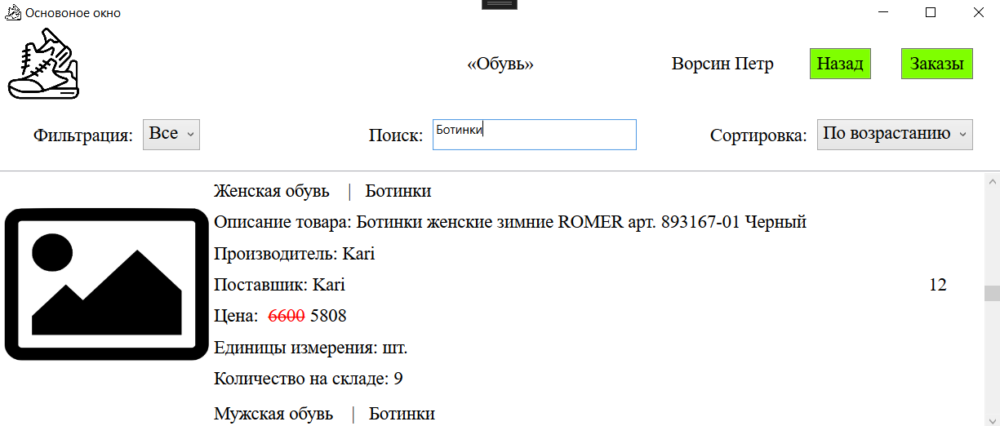 Основоное окно
«Обувь» Ворсин Петр Назад Заказы
Фильтрация: Все Поиск: Ботинки Сортировка: По возрастанию
Женская обувь | Ботинки
Описание товара: Ботинки женские зимние ROMER арт. 893167-01 Черный
Производитель: Kari
Поставшик: Kari 12
Цена: 6600 5808
Единицы измерения: шт.
Количество на складе: 9
Мужская обувь | Ботинки